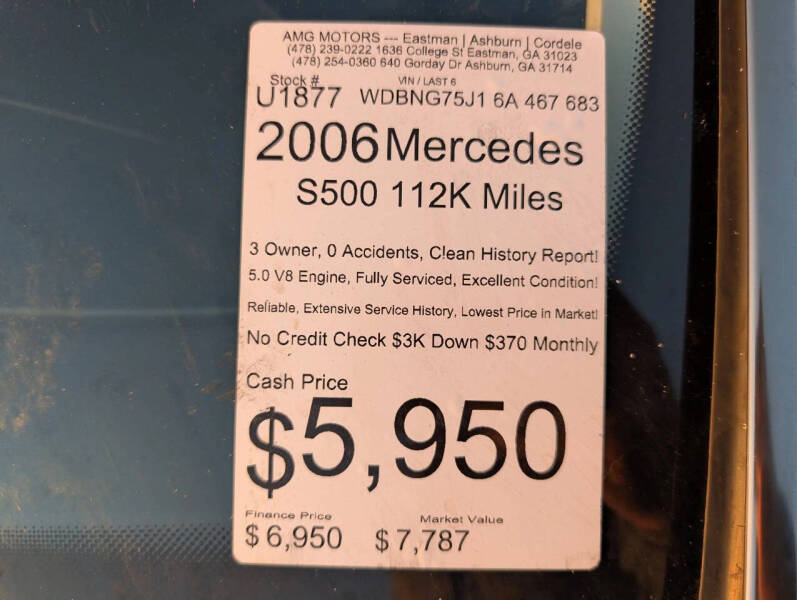 AMG MOTORS --- Eastman | Ashburn | Cordele
(478) 239-0222 1636 College St Eastman, GA 31023
(478) 254-0360 640 Gorday Dr Ashburn, GA 31714
Stock # VIN / LAST 6
U1877 WDBNG75J1 6A 467 683
2006 Mercedes
S500 112K Miles
3 Owner, 0 Accidents, Clean History Report!
5.0 V8 Engine, Fully Serviced, Excellent Condition!
Reliable, Extensive Service History, Lowest Price in Market!
No Credit Check $3K Down $370 Monthly
Cash Price
$5,950
Finance Price Market Value
$6,950 $7,787